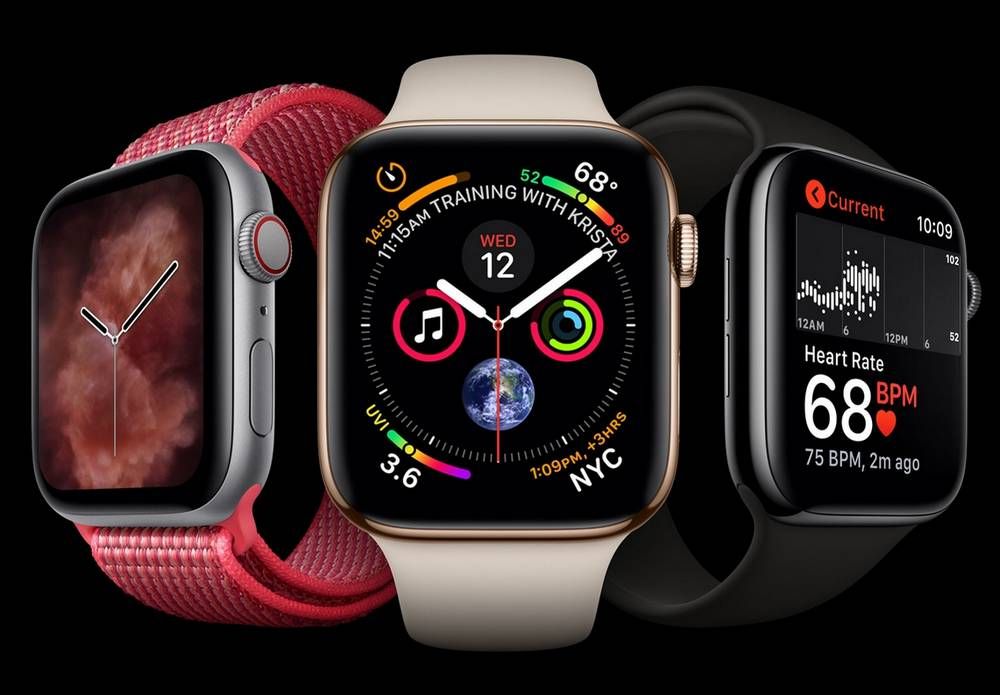 14:59
11:15AM TRAINING WITH KRISTA
52
68°
89
WED
12
UVI
3.6
1:09PM, +3HRS
NYC
Current
10:09
102
12AM
6
12PM
6
52
Heart Rate
68 BPM
75 BPM, 2m ago